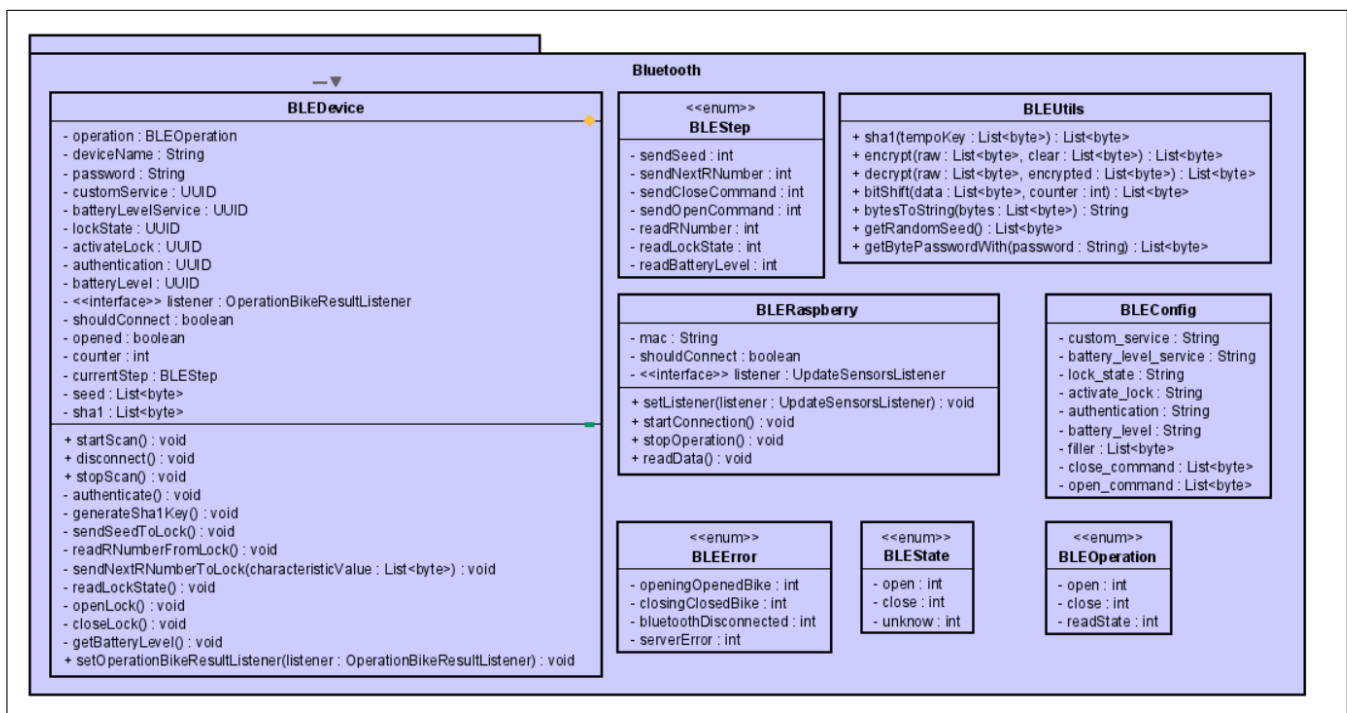 Bluetooth
BLEDevice
- operation : BLEOperation
- deviceName : String
- password : String
- customService : UUID
- batteryLevelService : UUID
- lockState : UUID
- activateLock : UUID
- authentication : UUID
- batteryLevel : UUID
- <<interface>> listener : OperationBikeResultListener
- shouldConnect : boolean
- opened : boolean
- counter : int
- currentStep : BLEStep
- seed : List<byte>
- sha1 : List<byte>
+ startScan() : void
+ disconnect() : void
+ stopScan() : void
- authenticate() : void
- generateSha1Key() : void
- sendSeedToLock() : void
- readRNumberFromLock() : void
- sendNextRNumberToLock(characteristicValue : List<byte>) : void
- readLockState() : void
- openLock() : void
- closeLock() : void
- getBatteryLevel() : void
+ setOperationBikeResultListener(listener : OperationBikeResultListener) : void
<<enum>>
BLEStep
- sendSeed : int
- sendNextRNumber : int
- sendCloseCommand : int
- sendOpenCommand : int
- readRNumber : int
- readLockState : int
- readBatteryLevel : int
BLEUtils
+ sha1(tempoKey : List<byte>) : List<byte>
+ encrypt(raw : List<byte>, clear : List<byte>) : List<byte>
+ decrypt(raw : List<byte>, encrypted : List<byte>) : List<byte>
+ bitShift(data : List<byte>, counter : int) : List<byte>
+ bytesToString(bytes : List<byte>) : String
+ getRandomSeed() : List<byte>
+ getBytePasswordWith(password : String) : List<byte>
BLERaspberry
- mac : String
- shouldConnect : boolean
- <<interface>> listener : UpdateSensorsListener
+ setListener(listener : UpdateSensorsListener) : void
+ startConnection() : void
+ stopOperation() : void
+ readData() : void
BLEConfig
- custom_service : String
- battery_level_service : String
- lock_state : String
- activate_lock : String
- authentication : String
- battery_level : String
- filler : List<byte>
- close_command : List<byte>
- open_command : List<byte>
<<enum>>
BLEError
- openingOpenedBike : int
- closingClosedBike : int
- bluetoothDisconnected : int
- serverError : int
<<enum>>
BLEState
- open : int
- close : int
- unknow : int
<<enum>>
BLEOperation
- open : int
- close : int
- readState : int